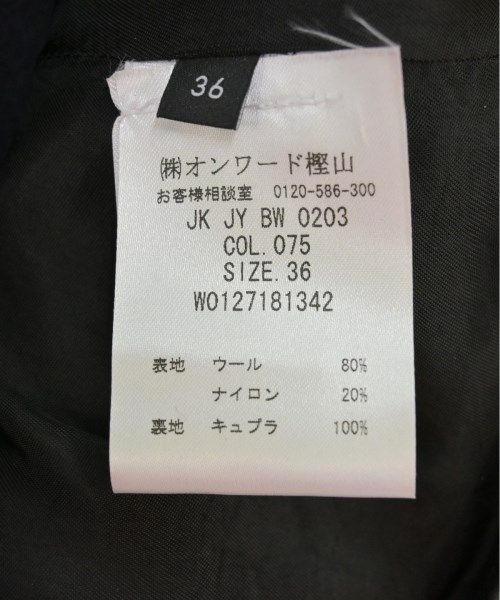 36
㈱オンワード樫山
お客様相談室 0120-586-300
JK JY BW 0203
COL.075
SIZE.36
WO127181342
表地 ウール 80%
ナイロン 20%
裏地 キュプラ 100%